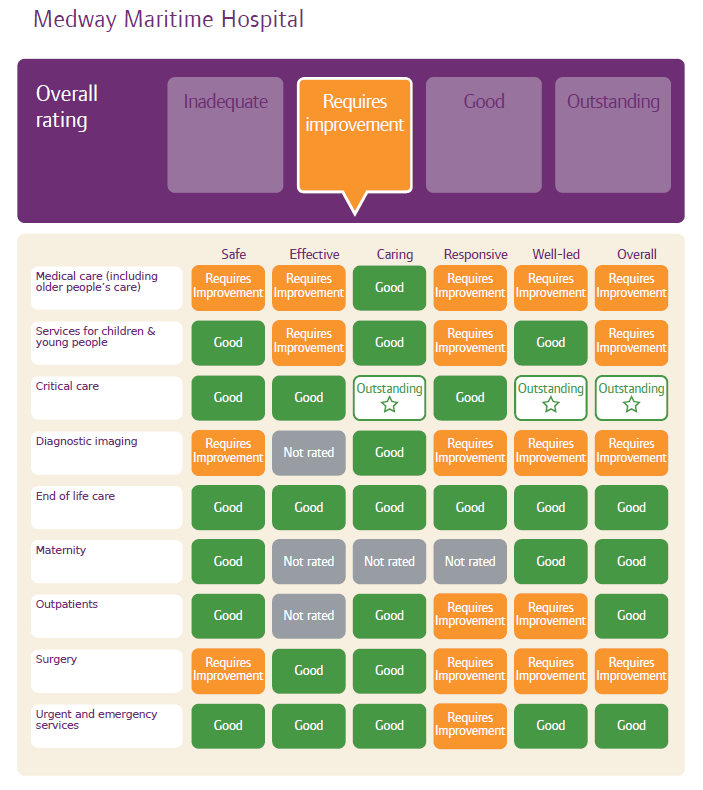 Medway Maritime Hospital
Overall
rating
Inadequate
Requires
improvement
Good
Outstanding
Safe Effective Caring Responsive Well-led Overall
Medical care (including
older people’s care)
Requires
Improvement
Requires
Improvement
Good
Requires
Improvement
Requires
Improvement
Requires
Improvement
Services for children &
young people
Good
Requires
Improvement
Good
Requires
Improvement
Good
Requires
Improvement
Critical care
Good
Good
Outstanding
Good
Outstanding
Outstanding
Diagnostic imaging
Requires
Improvement
Not rated
Good
Requires
Improvement
Requires
Improvement
Requires
Improvement
End of life care
Good
Good
Good
Good
Good
Good
Maternity
Good
Not rated
Not rated
Not rated
Good
Good
Outpatients
Good
Not rated
Good
Requires
Improvement
Requires
Improvement
Good
Surgery
Requires
Improvement
Good
Good
Requires
Improvement
Requires
Improvement
Requires
Improvement
Urgent and emergency
services
Good
Good
Good
Requires
Improvement
Good
Good